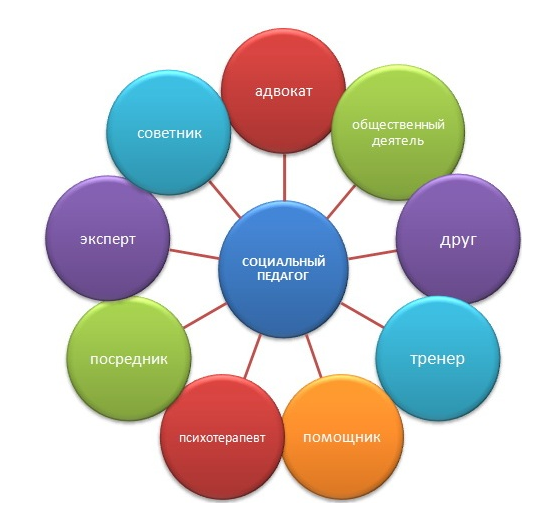 адвокат
общественный
деятель
друг
тренер
помощник
психотерапевт
посредник
эксперт
советник
СОЦИАЛЬНЫЙ
ПЕДАГОГ